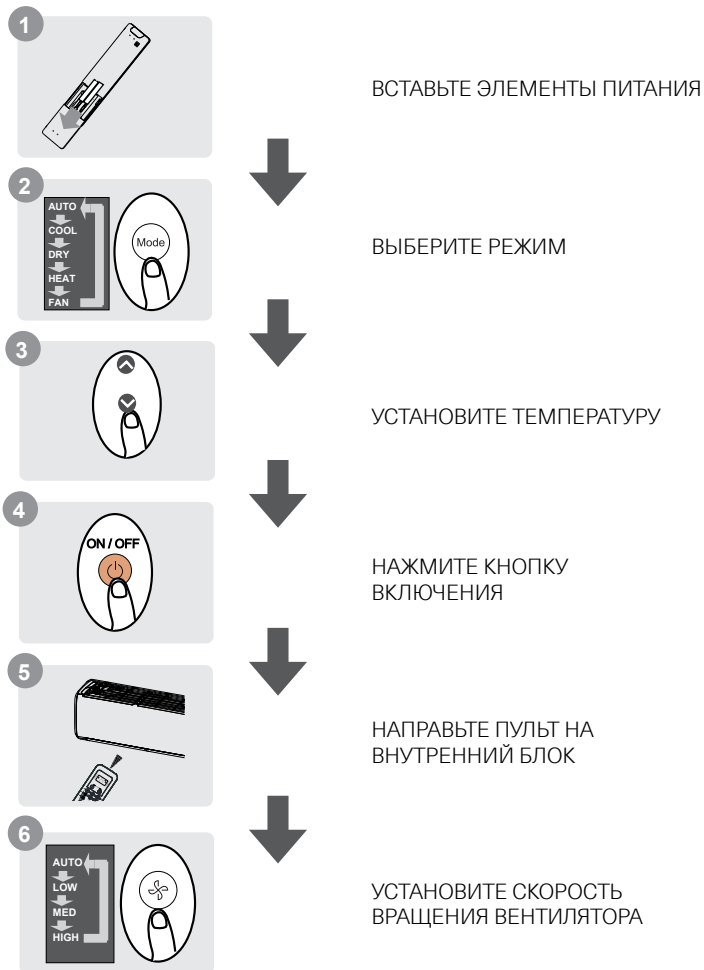 1
ВСТАВЬТЕ ЭЛЕМЕНТЫ ПИТАНИЯ
2
AUTO
COOL
DRY
HEAT
FAN
Mode
ВЫБЕРИТЕ РЕЖИМ
3
УСТАНОВИТЕ ТЕМПЕРАТУРУ
4
ON / OFF
НАЖМИТЕ КНОПКУ
ВКЛЮЧЕНИЯ
5
НАПРАВЬТЕ ПУЛЬТ НА
ВНУТРЕННИЙ БЛОК
6
AUTO
LOW
MED
HIGH
УСТАНОВИТЕ СКОРОСТЬ
ВРАЩЕНИЯ ВЕНТИЛЯТОРА